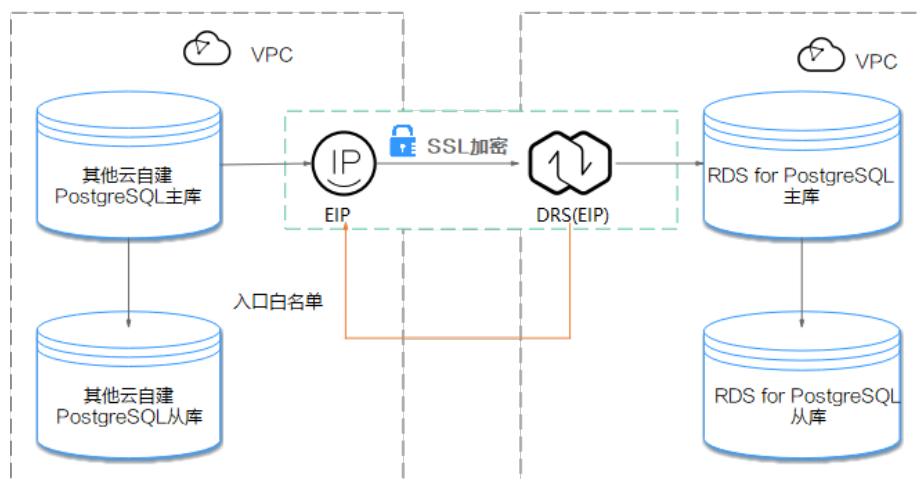 VPC
VPC
其他云自建
PostgreSQL主库
IP
EIP
SSL加密
DRS(EIP)
RDS for PostgreSQL
主库
入口白名单
其他云自建
PostgreSQL从库
RDS for PostgreSQL
从库